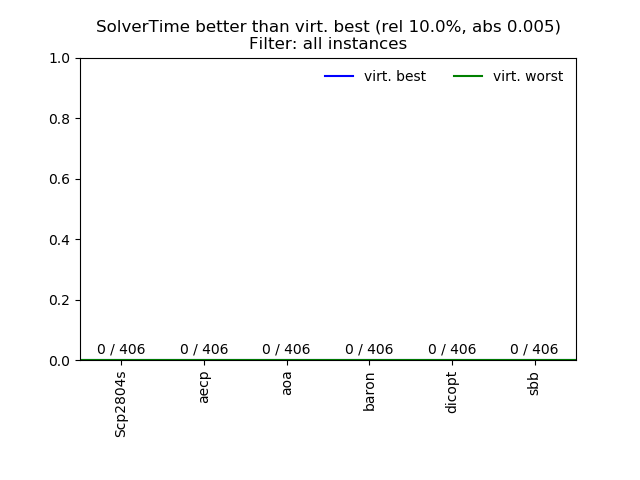 SolverTime better than virt. best (rel 10.0%, abs 0.005)
Filter: all instances
1.0
virt. best virt. worst
0.8
0.6
0.4
0.2
0 / 406 0 / 406 0 / 406 0 / 406 0 / 406 0 / 406
0.0
Scp2804s
aecp
aoa
baron
dicopt
sbb